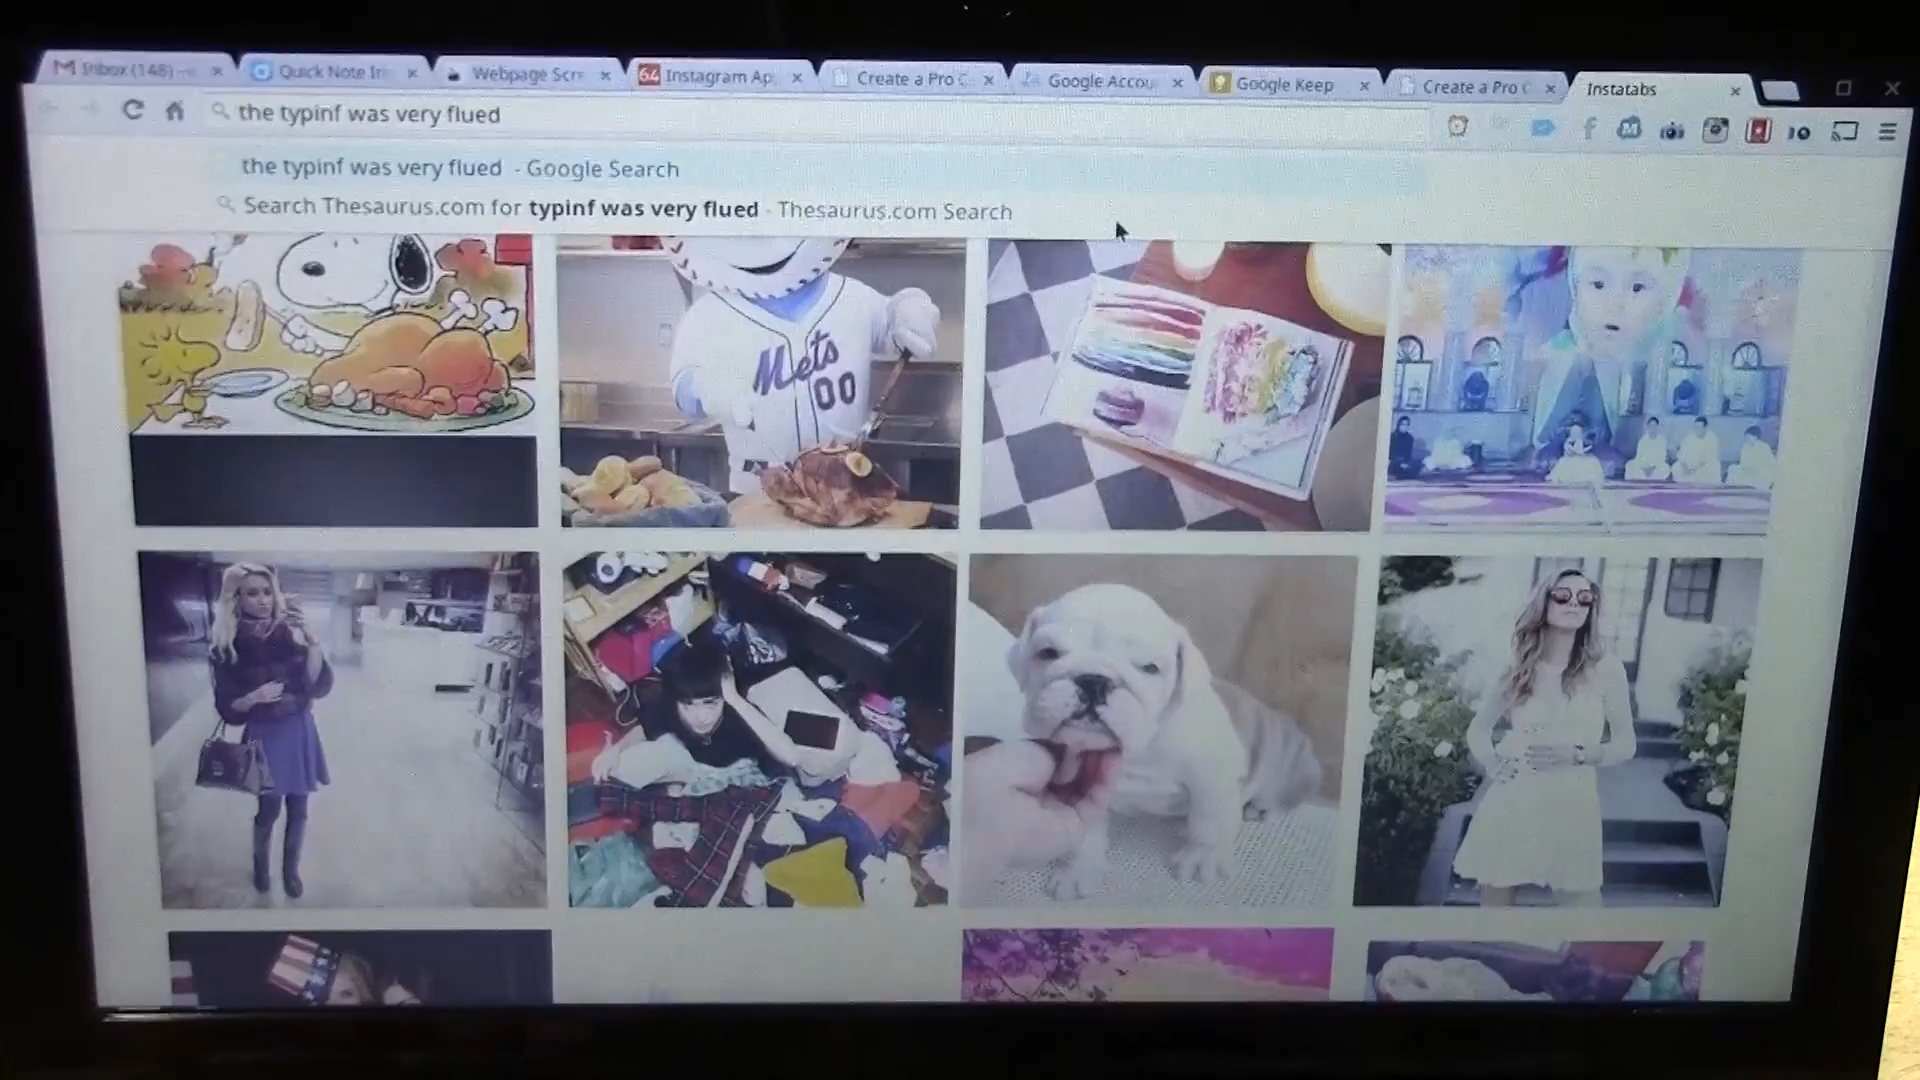 Inbox (148)
Quick Note
Webpage Scre
64 Instagram Ap
Create a Pro C
Google Accou
Google Keep
Create a Pro C
Instatabs
the typinf was very flued
the typinf was very flued - Google Search
Search Thesaurus.com for typinf was very flued - Thesaurus.com Search
Mets
00